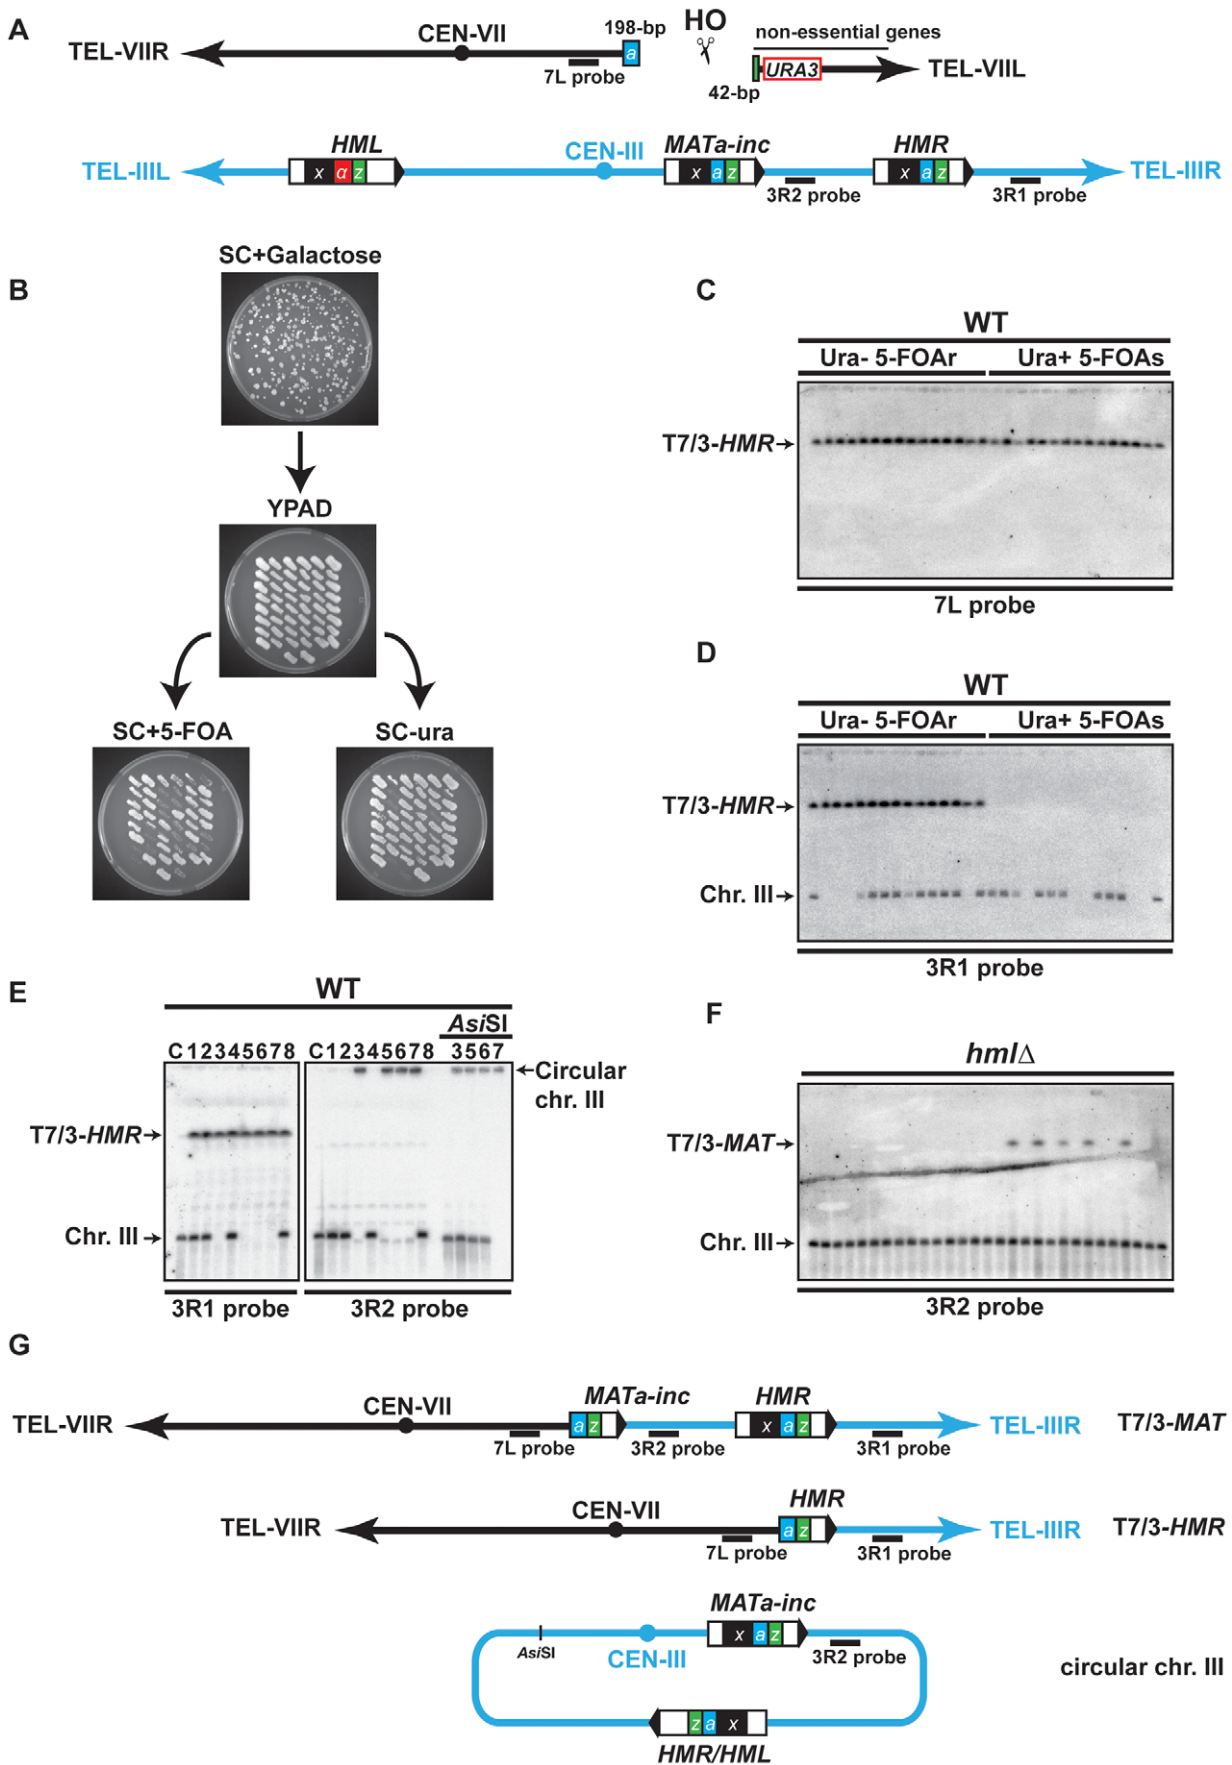 A
TEL-VIIR
CEN-VII
198-bp
a
7L probe
HO
non-essential genes
URA3
42-bp
TEL-VIIL
TEL-IIIL
HML
x α z
CEN-III
MATa-inc
x a z
3R2 probe
HMR
x a z
3R1 probe
TEL-IIIR
B
SC+Galactose
YPAD
SC+5-FOA
SC-ura
C
WT
Ura- 5-FOAr
Ura+ 5-FOAs
T7/3-HMR
7L probe
D
WT
Ura- 5-FOAr
Ura+ 5-FOAs
T7/3-HMR
Chr. III
3R1 probe
E
WT
AsiSI
C12345678
C12345678
3567
T7/3-HMR
Chr. III
Circular
chr. III
3R1 probe
3R2 probe
F
hmlΔ
T7/3-MAT
Chr. III
3R2 probe
G
TEL-VIIR
CEN-VII
7L probe
MATa-inc
a z
3R2 probe
HMR
x a z
3R1 probe
TEL-IIIR
T7/3-MAT
TEL-VIIR
CEN-VII
7L probe
HMR
a z
3R1 probe
TEL-IIIR
T7/3-HMR
AsiSI
CEN-III
MATa-inc
x a z
3R2 probe
circular chr. III
z a x
HMR/HML